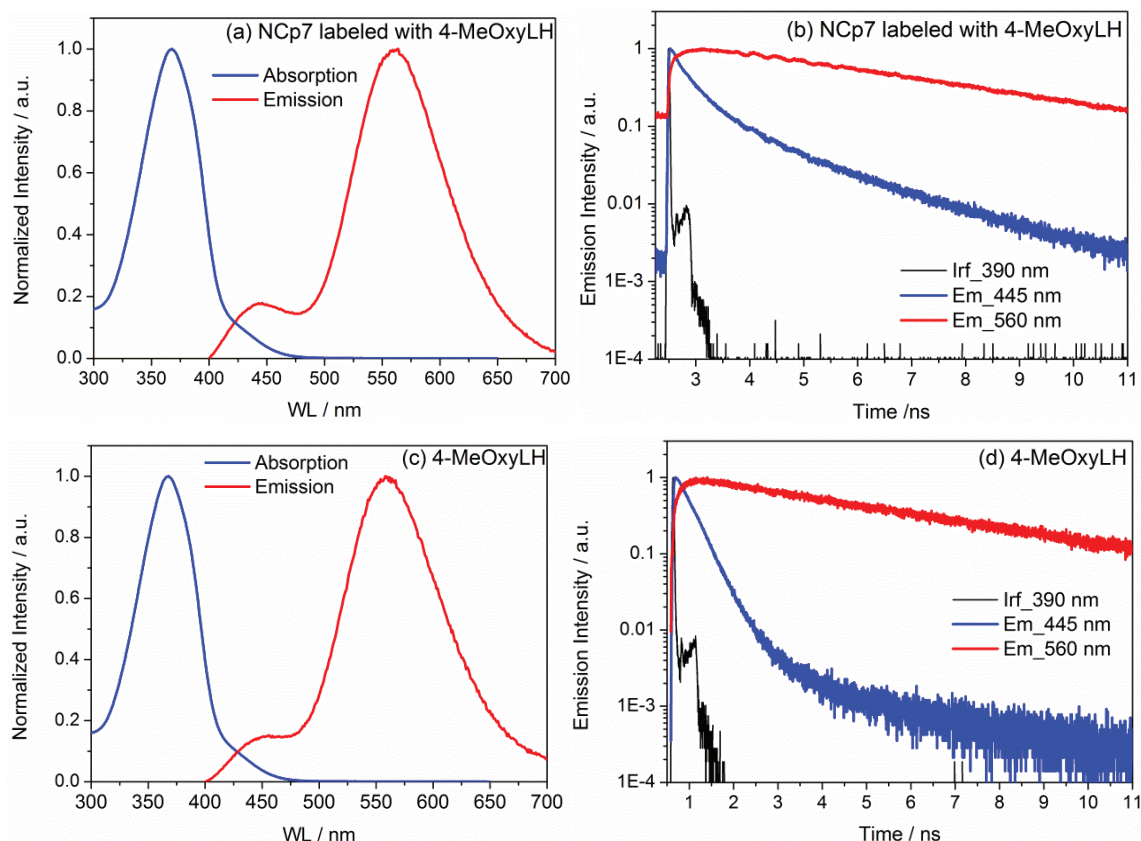 (a) NCp7 labeled with 4-MeOxyLH
Absorption
Emission
Normalized Intensity / a.u.
1.0
0.8
0.6
0.4
0.2
0.0
300 350 400 450 500 550 600 650 700
WL / nm
(b) NCp7 labeled with 4-MeOxyLH
Emission Intensity / a.u.
1
0.1
0.01
1E-3
1E-4
Irf_390 nm
Em_445 nm
Em_560 nm
3 4 5 6 7 8 9 10 11
Time /ns
(c) 4-MeOxyLH
Absorption
Emission
Normalized Intensity / a.u.
1.0
0.8
0.6
0.4
0.2
0.0
300 350 400 450 500 550 600 650 700
WL / nm
(d) 4-MeOxyLH
Emission Intensity / a.u.
1
0.1
0.01
1E-3
1E-4
Irf_390 nm
Em_445 nm
Em_560 nm
1 2 3 4 5 6 7 8 9 10 11
Time / ns